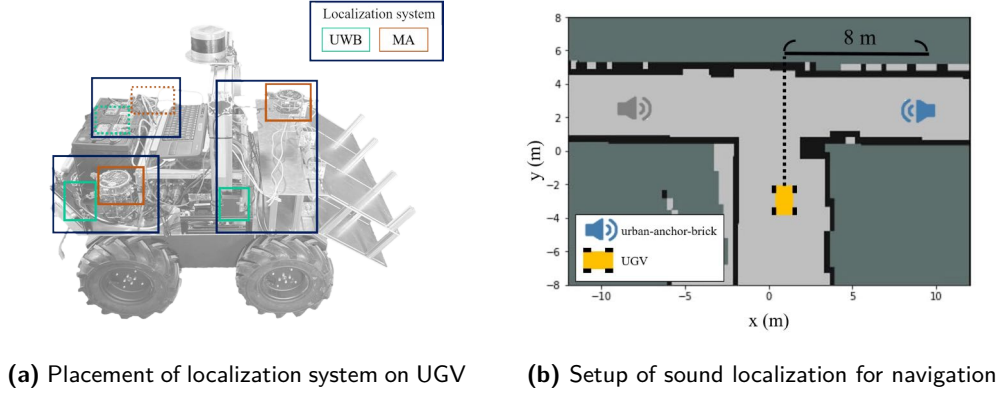 Localization system
UWB MA
8 m
8
6
4
2
0
−2
−4
−6
−8
y (m)
urban-anchor-brick
UGV
−10 −5 0 5 10
x (m)
(a) Placement of localization system on UGV
(b) Setup of sound localization for navigation